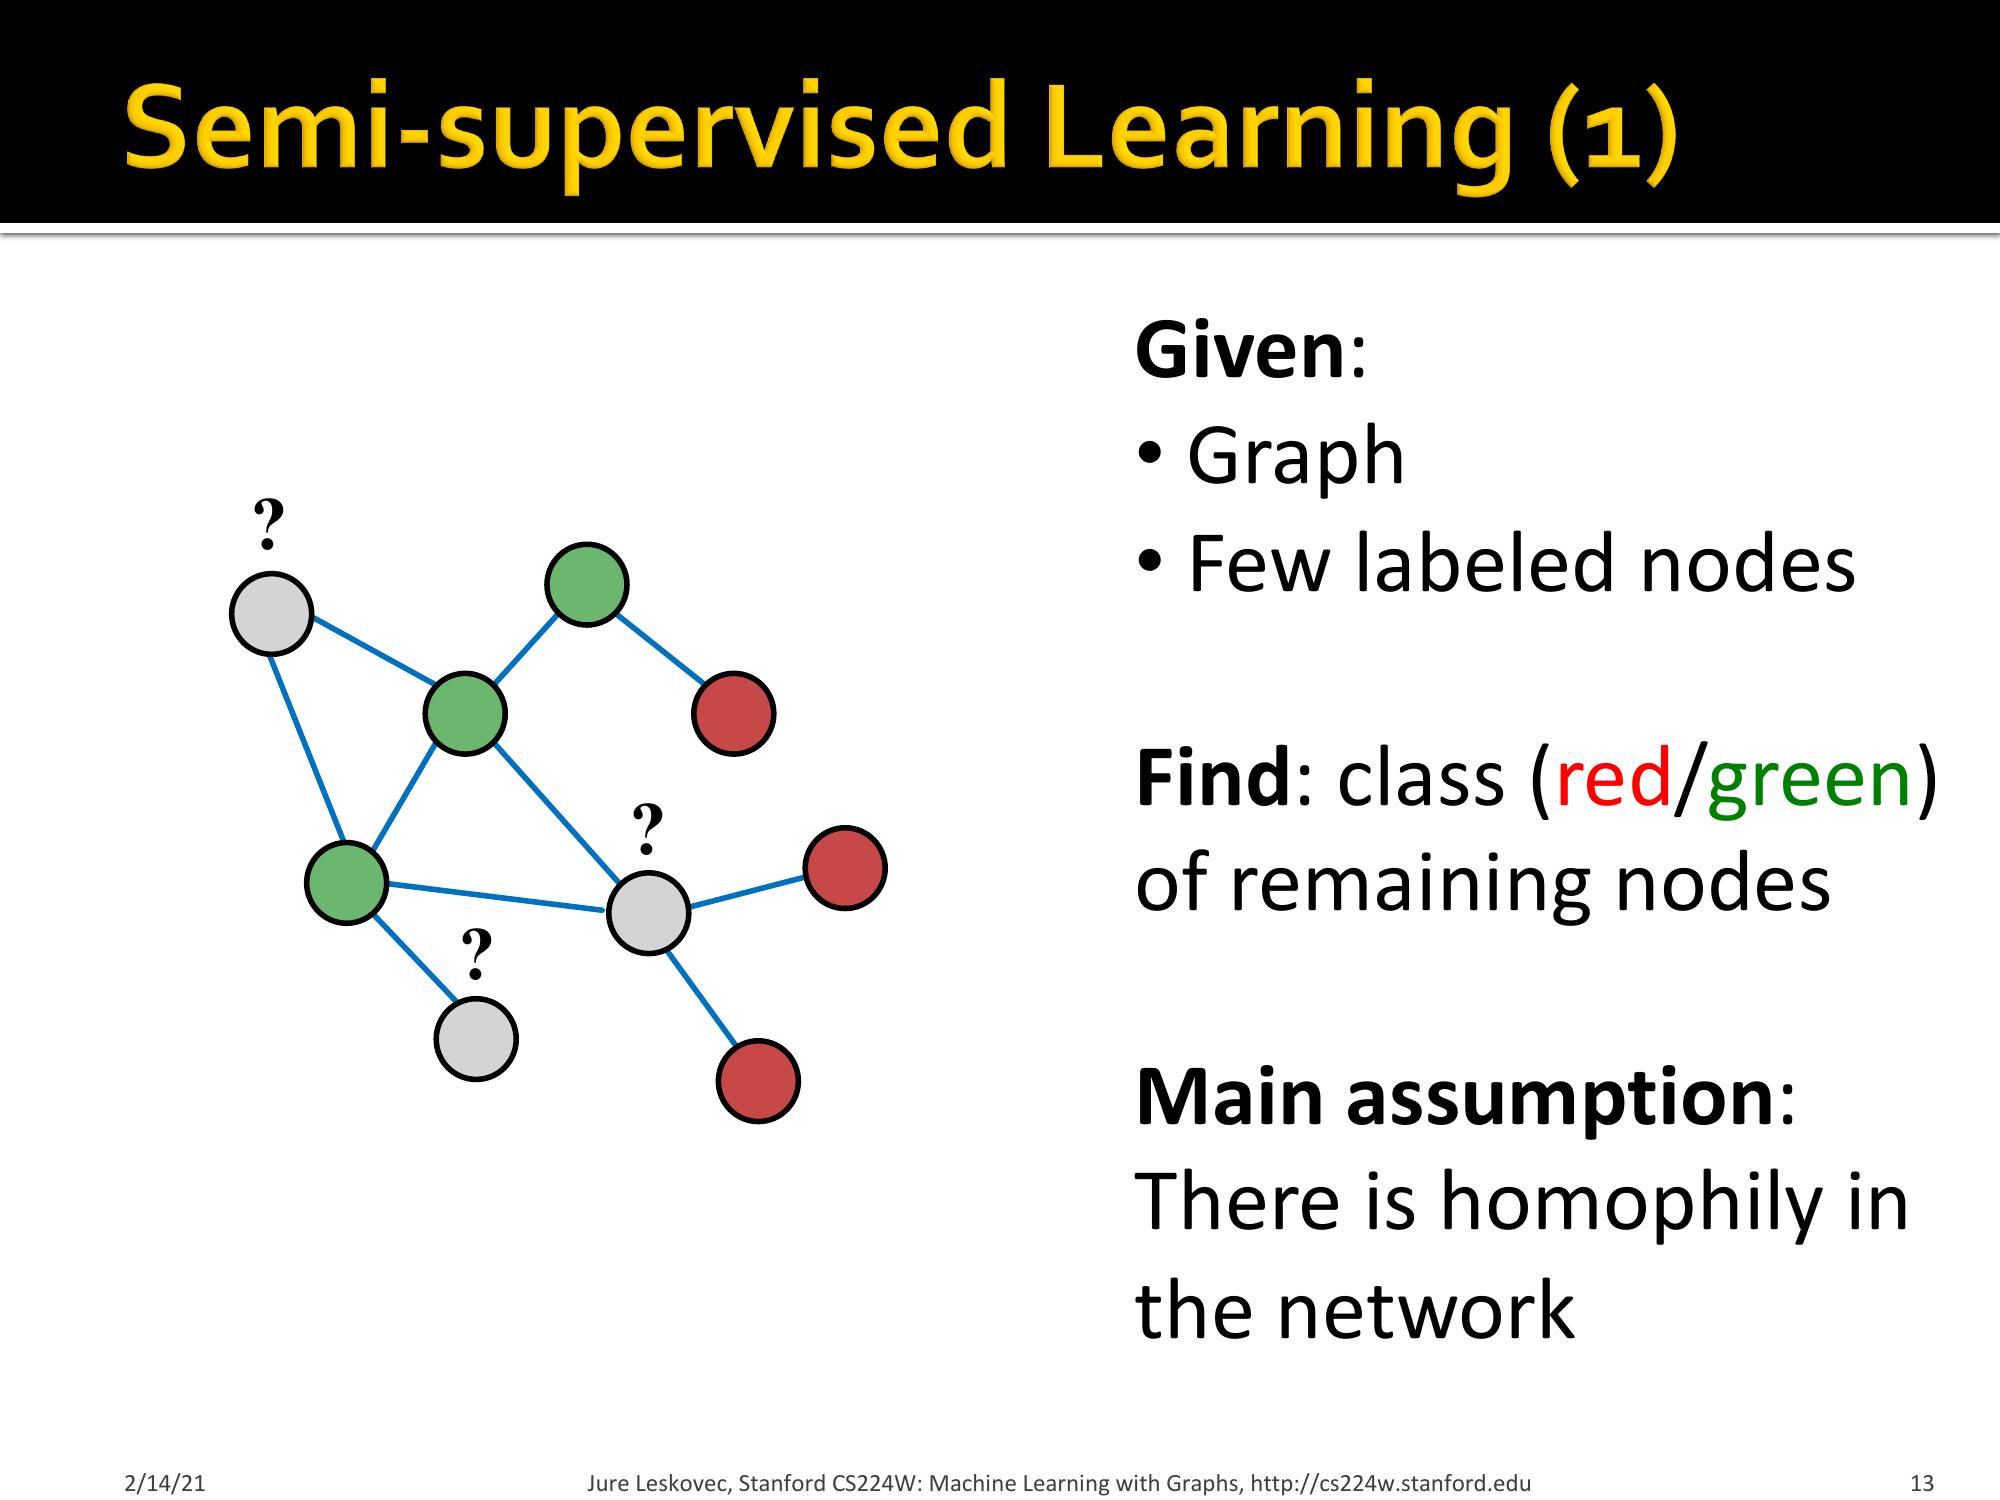 Semi-supervised Learning (1)
?
?
?
Given:
• Graph
• Few labeled nodes
Find: class (red/green)
of remaining nodes
Main assumption:
There is homophily in
the network
2/14/21
Jure Leskovec, Stanford CS224W: Machine Learning with Graphs, http://cs224w.stanford.edu
13